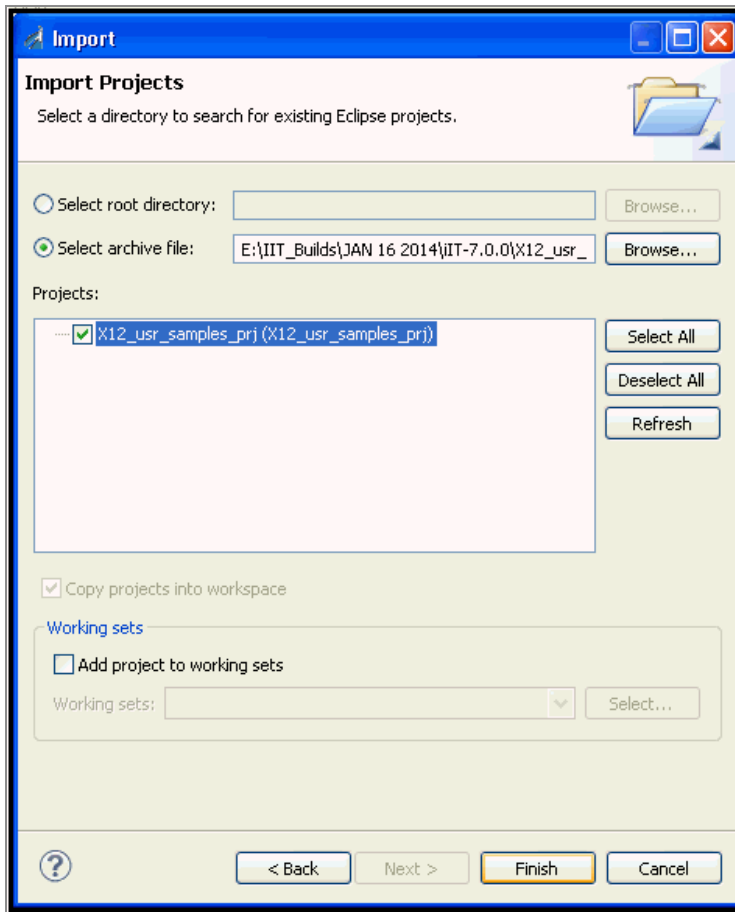 Import
Import Projects
Select a directory to search for existing Eclipse projects.
Select root directory:
Browse...
Select archive file:
E:\IIT_Builds\JAN 16 2014\iIT-7.0.0\X12_usr_
Browse...
Projects:
X12_usr_samples_prj (X12_usr_samples_prj)
Select All
Deselect All
Refresh
Copy projects into workspace
Working sets
Add project to working sets
Working sets:
Select...
?
< Back
Next >
Finish
Cancel